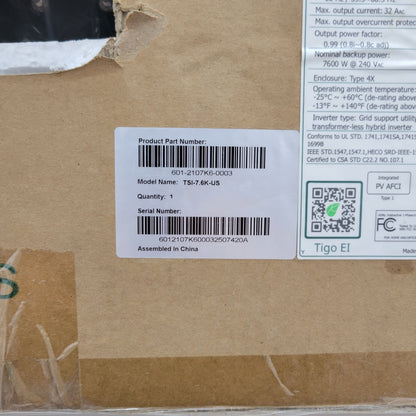 Max. output current: 32 AAC
Max. output overcurrent protec
Output power factor:
0.99 (0.8i~0.8c adj)
Nominal backup power:
7600 W @ 240 VAC
Enclosure: Type 4X
Operating ambient temperature:
-25°C ~ +60°C (de-rating above
-13°F ~ +140°F (de-rating above
Inverter type: Grid support utility
transformer-less hybrid inverter
Conforms to UL STD. 1741,1741SA,1741S
16998
IEEE STD.1547,1547.1, HECO SRD-IEEE-1
Certified to CSA STD C22.2 NO.107.1
Integrated
PV AFCI
Type 1
FC
Tigo EI
Made
Product Part Number:
601-2107K6-0003
Model Name: TSI-7.6K-US
Quantity: 1
Serial Number:
6012107K600032507420A
Assembled in China
S